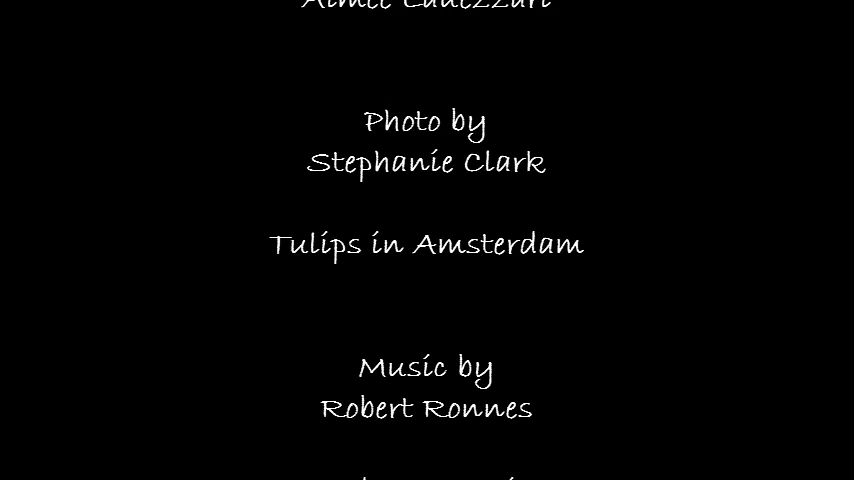 Photo by
Stephanie Clark
Tulips in Amsterdam
Music by
Robert Ronnes